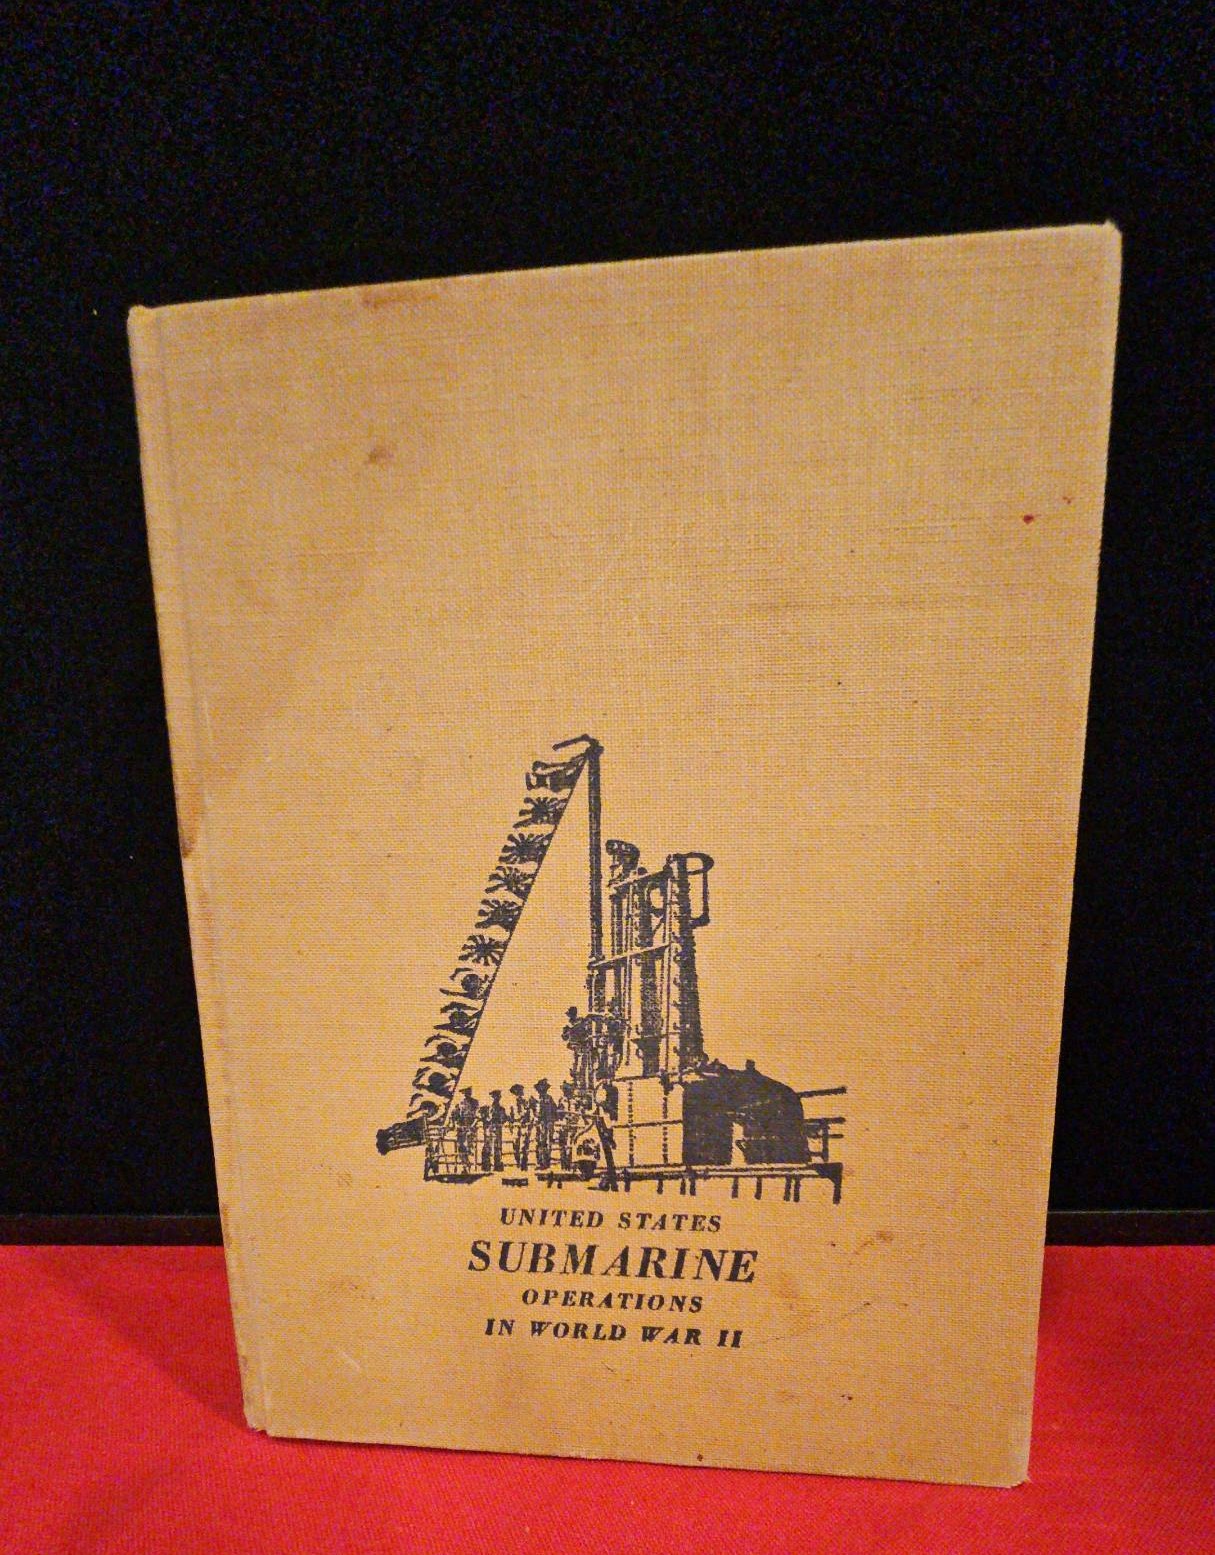 UNITED STATES
SUBMARINE
OPERATIONS
IN WORLD WAR II